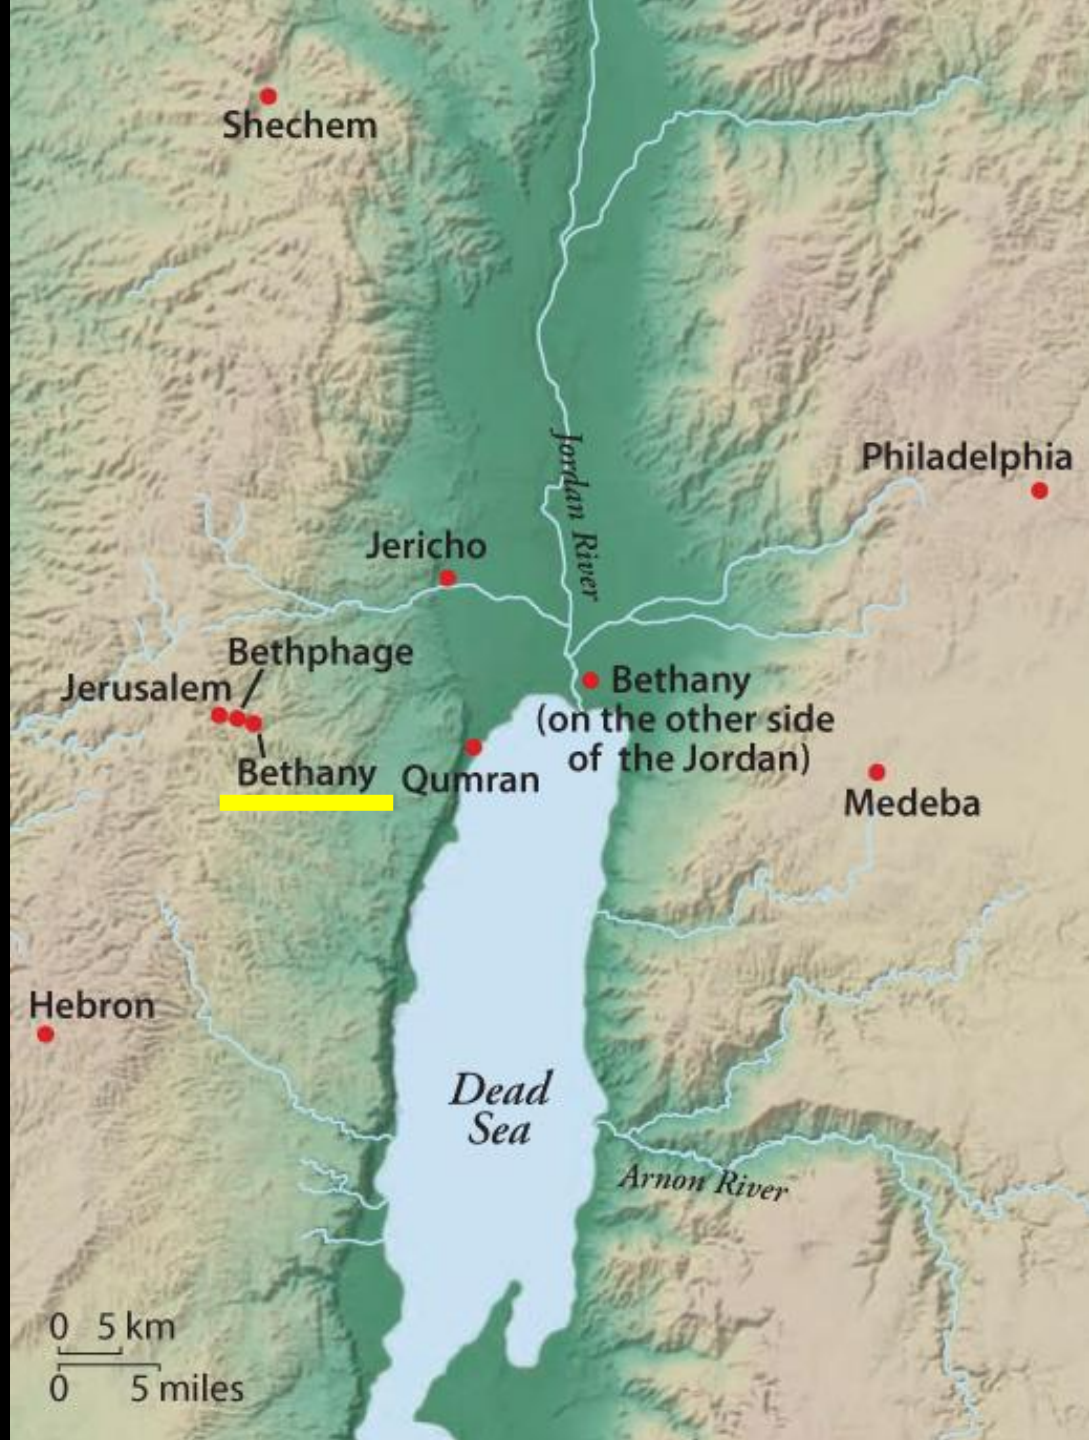 Shechem
Jordan River
Philadelphia
Jericho
Bethphage
Jerusalem
Bethany
(on the other side
of the Jordan)
Bethany
Qumran
Medeba
Hebron
Dead
Sea
Arnon River
0 5 km
0 5 miles